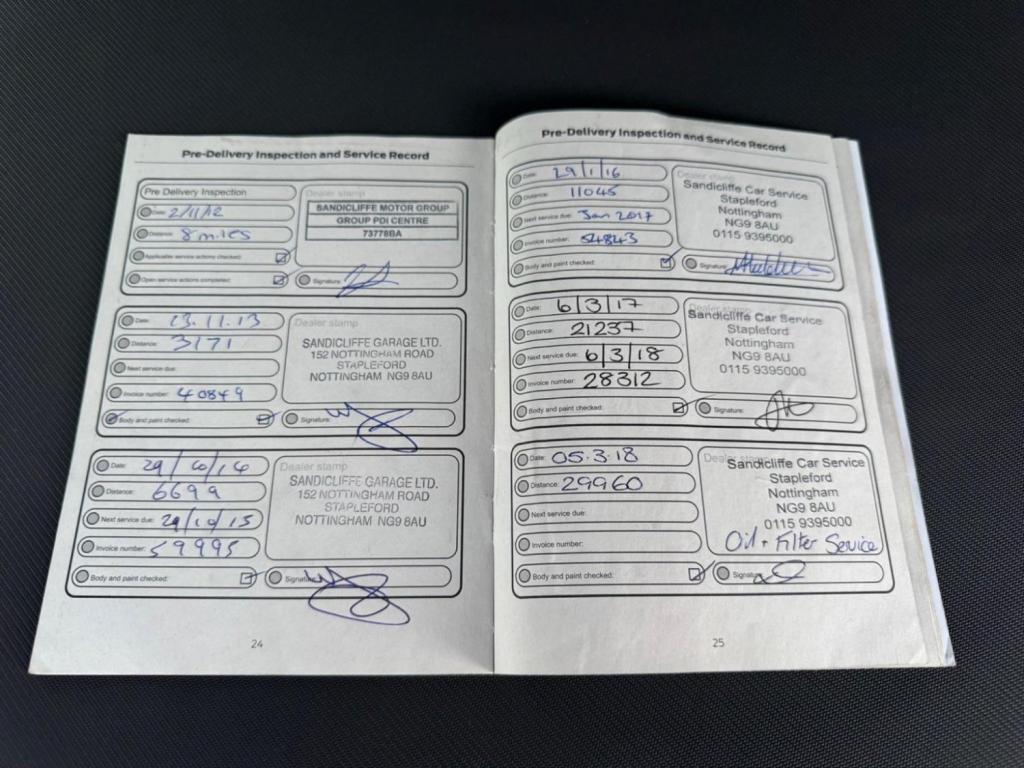 Pre-Delivery Inspection and Service Record
Pre Delivery Inspection
Date: 2/11/12
Distance: 8 miles
Applicable service actions checked:
Open service actions completed:
Dealer stamp
SANDICLIFFE MOTOR GROUP
GROUP PDI CENTRE
73778BA
Signature:
Date: 13.11.13
Distance: 3171
Next service due:
Invoice number: 40849
Body and paint checked:
Dealer stamp
SANDICLIFFE GARAGE LTD.
152 NOTTINGHAM ROAD
STAPLEFORD
NOTTINGHAM NG9 8AU
Signature:
Date: 29/10/14
Distance: 6699
Next service due: 29/10/15
Invoice number: 59995
Body and paint checked:
Dealer stamp
SANDICLIFFE GARAGE LTD.
152 NOTTINGHAM ROAD
STAPLEFORD
NOTTINGHAM NG9 8AU
Signature:
24
Pre-Delivery Inspection and Service Record
Date: 29/1/16
Distance: 11045
Next service due: Jan 2017
Invoice number: 54843
Body and paint checked:
Dealer stamp
Sandicliffe Car Service
Stapleford
Nottingham
NG9 8AU
0115 9395000
Signature:
Date: 6/3/17
Distance: 21237
Next service due: 6/3/18
Invoice number: 28312
Body and paint checked:
Dealer stamp
Sandicliffe Car Service
Stapleford
Nottingham
NG9 8AU
0115 9395000
Signature:
Date: 05.3.18
Distance: 29960
Next service due:
Invoice number:
Body and paint checked:
Dealer stamp
Sandicliffe Car Service
Stapleford
Nottingham
NG9 8AU
0115 9395000
Oil + Filter Service
Signature:
25